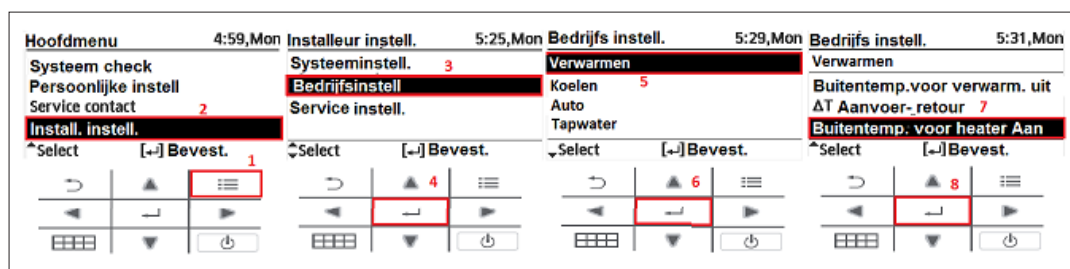 Hoofdmenu 4:59,Mon
Systeem check
Persoonlijke instell
Service contact 2
Install. instell.
Select [↵] Bevest.
1
Installeur instell. 5:25,Mon
Systeeminstell. 3
Bedrijfsinstell
Service instell.
Select [↵] Bevest.
4
Bedrijfs instell. 5:29,Mon
Verwarmen
Koelen 5
Auto
Tapwater
Select [↵] Bevest.
6
Bedrijfs instell. 5:31,Mon
Verwarmen
Buitentemp.voor verwarm. uit
ΔT Aanvoer-_retour 7
Buitentemp. voor heater Aan
Select [↵]Bevest.
8